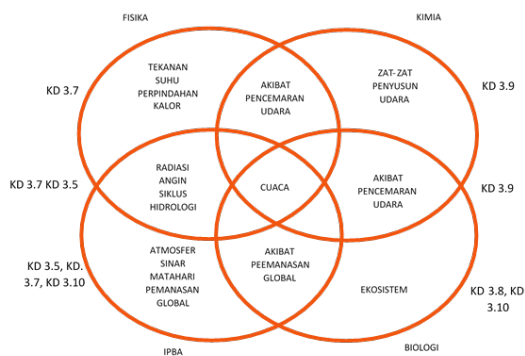 FISIKA
KIMIA
TEKANAN
SUHU
PERPINDAHAN
KALOR
AKIBAT
PENCEMARAN
UDARA
ZAT-ZAT
PENYUSUN
UDARA
KD 3.7
KD 3.9
RADIASI
ANGIN
SIKLUS
HIDROLOGI
CUACA
AKIBAT
PENCEMARAN
UDARA
KD 3.7 KD 3.5
KD 3.9
ATMOSFER
SINAR
MATAHARI
PEMANASAN
GLOBAL
AKIBAT
PEEMANASAN
GLOBAL
EKOSISTEM
KD 3.5, KD.
3.7, KD 3.10
KD 3.8, KD
3.10
IPBA
BIOLOGI